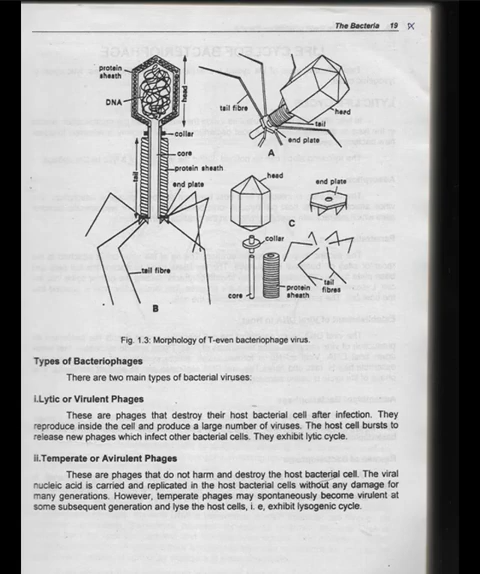 The Bacteria 19
protein
sheath
DNA
head
collar
core
protein sheath
end plate
tail
tail fibre
B
tail fibre
head
tail
end plate
A
head
end plate
C
collar
core
protein
sheath
tail
fibres
Fig. 1.3: Morphology of T-even bacteriophage virus.
Types of Bacteriophages
There are two main types of bacterial viruses:
i.Lytic or Virulent Phages
These are phages that destroy their host bacterial cell after infection. They
reproduce inside the cell and produce a large number of viruses. The host cell bursts to
release new phages which infect other bacterial cells. They exhibit lytic cycle.
ii.Temperate or Avirulent Phages
These are phages that do not harm and destroy the host bacterial cell. The viral
nucleic acid is carried and replicated in the host bacterial cells without any damage for
many generations. However, temperate phages may spontaneously become virulent at
some subsequent generation and lyse the host cells, i. e, exhibit lysogenic cycle.